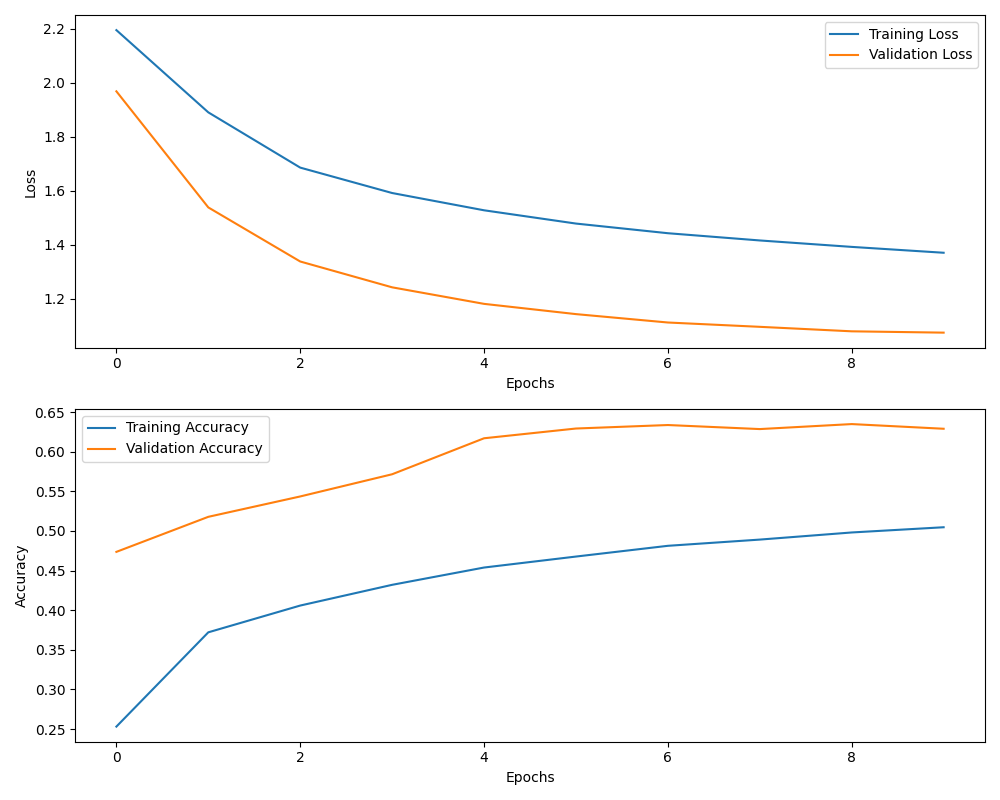 2.2
2.0
1.8
1.6
1.4
1.2
Loss
Training Loss
Validation Loss
0 2 4 6 8
Epochs
0.65
0.60
0.55
0.50
0.45
0.40
0.35
0.30
0.25
Accuracy
Training Accuracy
Validation Accuracy
0 2 4 6 8
Epochs